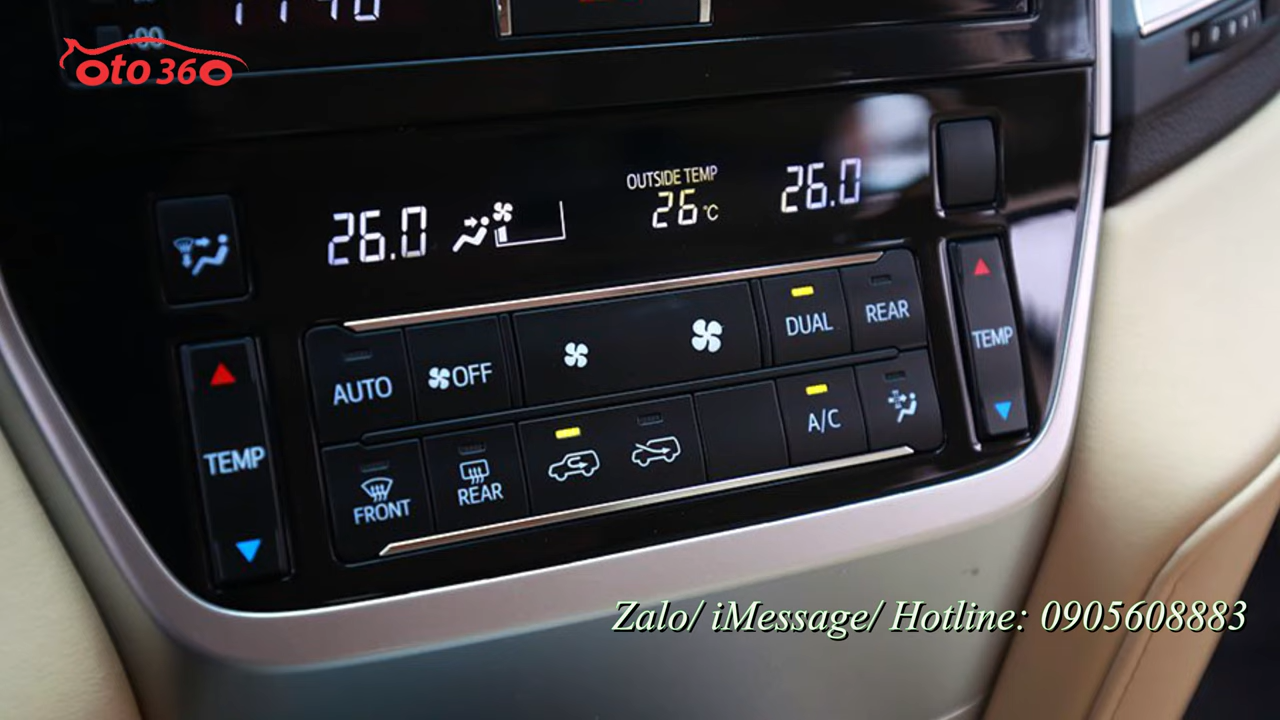 :00
oto 360
OUTSIDE TEMP
26.0
26°C
26.0
AUTO
OFF
DUAL
REAR
TEMP
TEMP
FRONT
REAR
A/C
Zalo/ iMessage/ Hotline: 0905608883